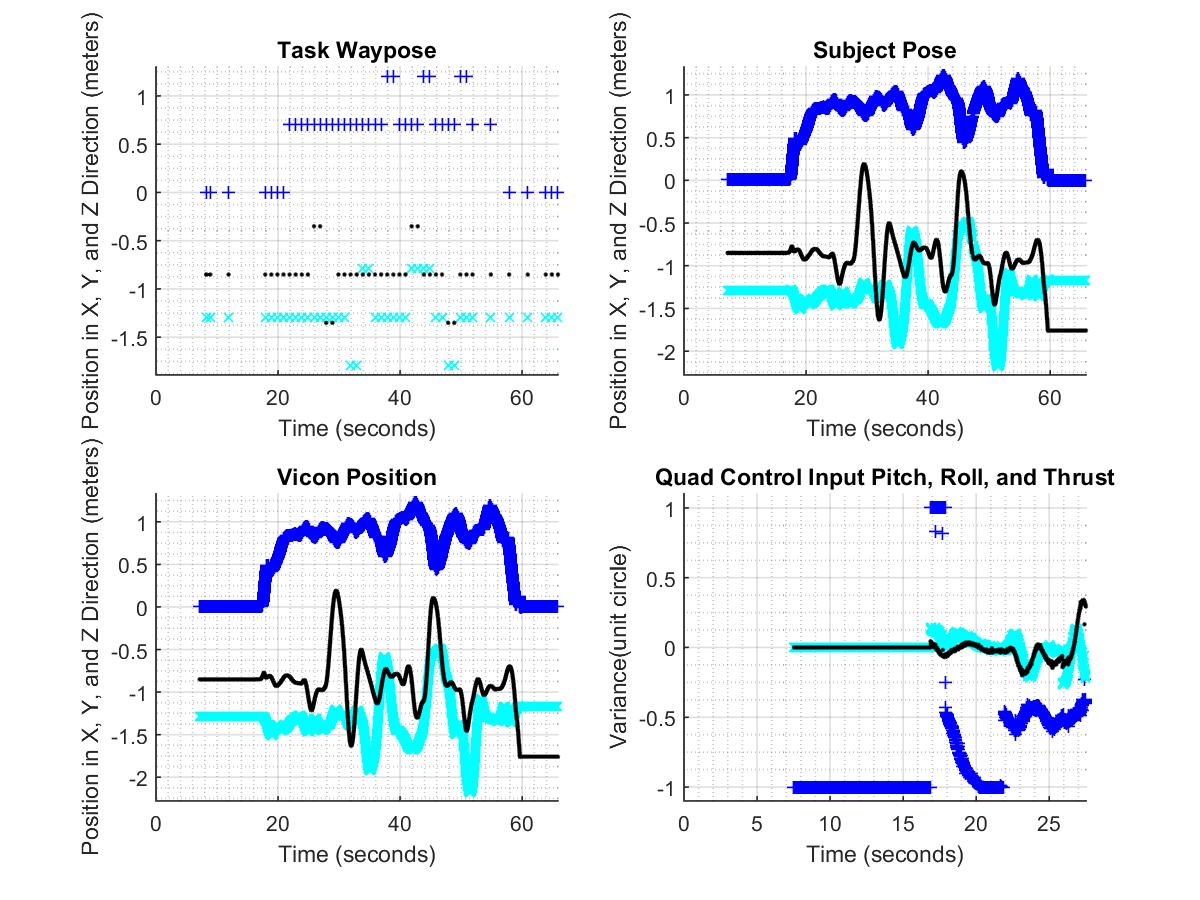 Task Waypose
Position in X, Y, and Z Direction (meters)
1
0.5
0
-0.5
-1
-1.5
0 20 40 60
Time (seconds)
Subject Pose
Position in X, Y, and Z Direction (meters)
1
0.5
0
-0.5
-1
-1.5
-2
0 20 40 60
Time (seconds)
Vicon Position
Position in X, Y, and Z Direction (meters)
1
0.5
0
-0.5
-1
-1.5
-2
0 20 40 60
Time (seconds)
Quad Control Input Pitch, Roll, and Thrust
Variance(unit circle)
1
0.5
0
-0.5
-1
0 5 10 15 20 25
Time (seconds)